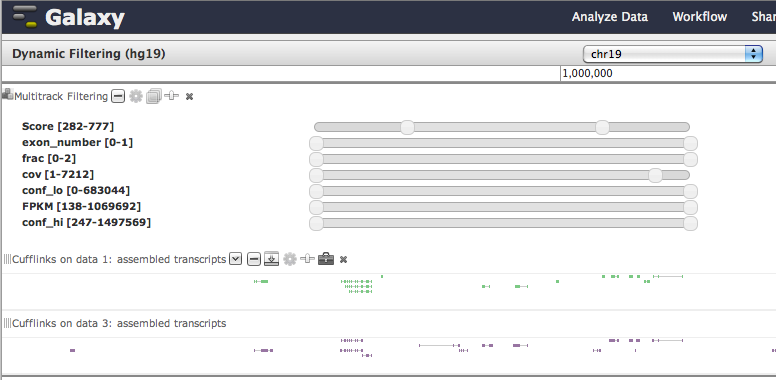 Galaxy Analyze Data Workflow Shar
Dynamic Filtering (hg19) chr19
1,000,000
Multitrack Filtering
Score [282-777]
exon_number [0-1]
frac [0-2]
cov [1-7212]
conf_lo [0-683044]
FPKM [138-1069692]
conf_hi [247-1497569]
Cufflinks on data 1: assembled transcripts
Cufflinks on data 3: assembled transcripts